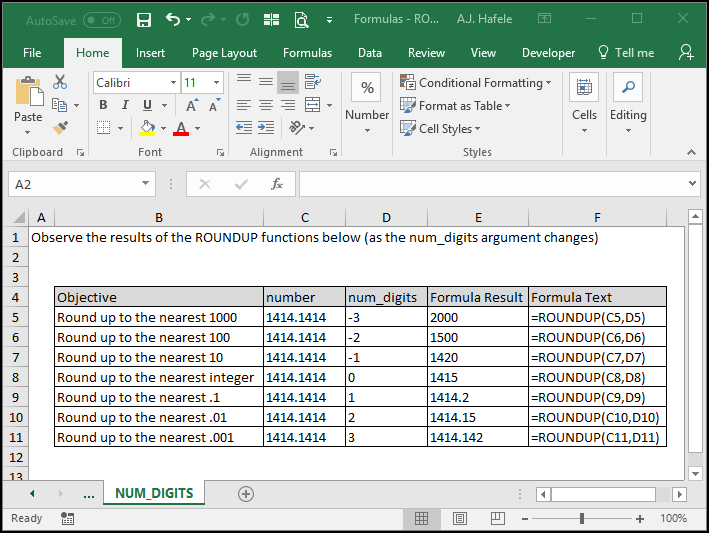 AutoSave Off Formulas - RO... A.J. Hafele
File Home Insert Page Layout Formulas Data Review View Developer Tell me
Calibri 11 % Conditional Formatting
Paste B I U A A Number Format as Table Cells Editing
A Cell Styles
Clipboard Font Alignment Styles
A2 fx
A B C D E F
1 Observe the results of the ROUNDUP functions below (as the num_digits argument changes)
2
3
4 Objective number num_digits Formula Result Formula Text
5 Round up to the nearest 1000 1414.1414 -3 2000 =ROUNDUP(C5,D5)
6 Round up to the nearest 100 1414.1414 -2 1500 =ROUNDUP(C6,D6)
7 Round up to the nearest 10 1414.1414 -1 1420 =ROUNDUP(C7,D7)
8 Round up to the nearest integer 1414.1414 0 1415 =ROUNDUP(C8,D8)
9 Round up to the nearest .1 1414.1414 1 1414.2 =ROUNDUP(C9,D9)
10 Round up to the nearest .01 1414.1414 2 1414.15 =ROUNDUP(C10,D10)
11 Round up to the nearest .001 1414.1414 3 1414.142 =ROUNDUP(C11,D11)
12
13
... NUM_DIGITS
Ready 100%